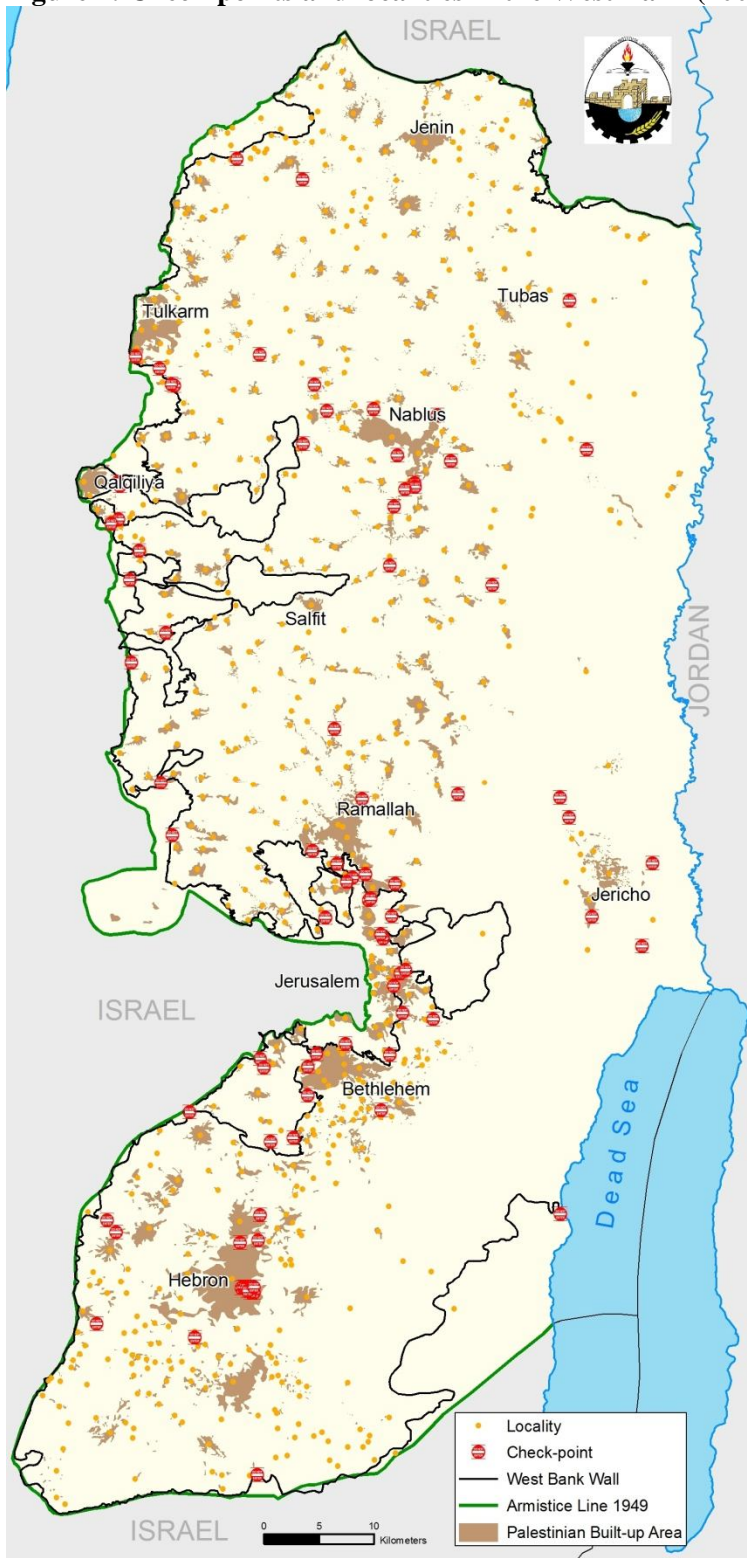 ISRAEL
Jenin
Tubas
Tulkarm
Nablus
Qalqiliya
Salfit
JORDAN
Ramallah
Jericho
Jerusalem
ISRAEL
Bethlehem
Dead Sea
Hebron
Locality
Check-point
West Bank Wall
Armistice Line 1949
Palestinian Built-up Area
ISRAEL
0 5 10
Kilometers